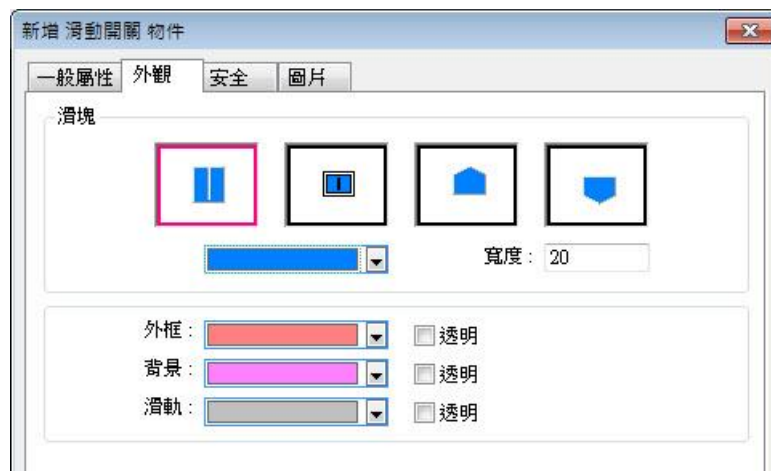 新增 滑動開關 物件
一般屬性 外觀 安全 圖片
滑塊
寬度： 20
外框：
透明
背景：
透明
滑軌：
透明